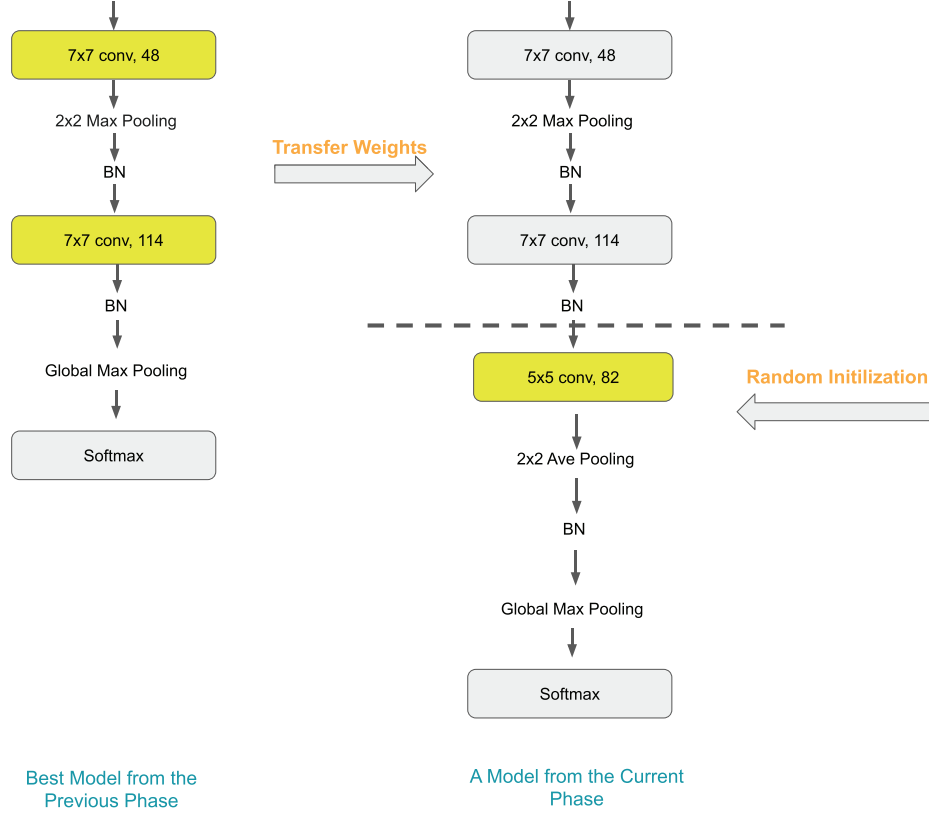 7x7 conv, 48
2x2 Max Pooling
BN
7x7 conv, 114
BN
Global Max Pooling
Softmax
Best Model from the
Previous Phase
Transfer Weights
7x7 conv, 48
2x2 Max Pooling
BN
7x7 conv, 114
BN
5x5 conv, 82
2x2 Ave Pooling
BN
Global Max Pooling
Softmax
A Model from the Current
Phase
Random Initilization